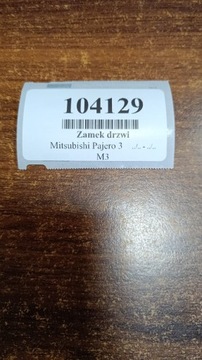 104129
Zamek drzwi
Mitsubishi Pajero 3 ../.. - ../..
M3